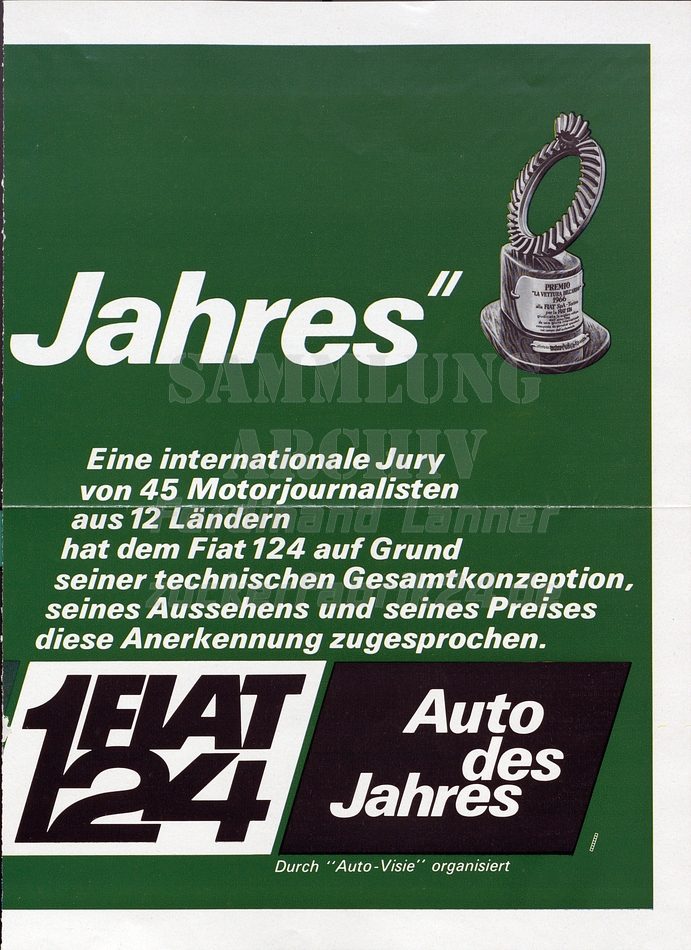 Jahres"
PREMIO
1966
SAMMLUNG
ARCHIV
Eine internationale Jury
von 45 Motorjournalisten
aus 12 Ländern
Lanner
hat dem Fiat 124 auf Grund
seiner technischen Gesamtkonzeption,
seines Aussehens und seines Preises
diese Anerkennung zugesprochen.
FIAT
124
Auto
des
Jahres
Durch "Auto-Visie" organisiert